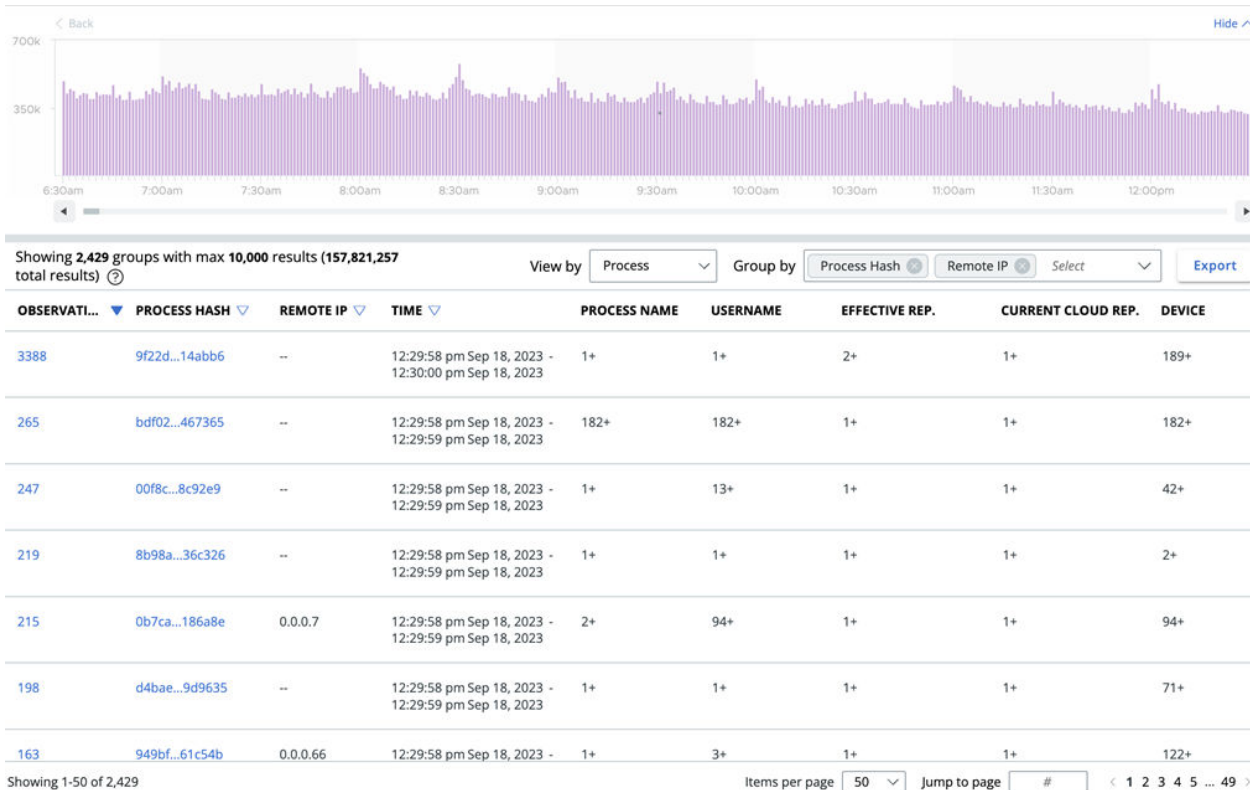 Back
Hide
700k
350k
6:30am 7:00am 7:30am 8:00am 8:30am 9:00am 9:30am 10:00am 10:30am 11:00am 11:30am 12:00pm
Showing 2,429 groups with max 10,000 results (157,821,257
total results) ?
View by Process Group by Process Hash Remote IP Select Export
OBSERVATI... PROCESS HASH REMOTE IP TIME PROCESS NAME USERNAME EFFECTIVE REP. CURRENT CLOUD REP. DEVICE
3388 9f22d...14abb6 -- 12:29:58 pm Sep 18, 2023 - 1+ 1+ 2+ 1+ 189+
12:30:00 pm Sep 18, 2023
265 bdf02...467365 -- 12:29:58 pm Sep 18, 2023 - 182+ 182+ 1+ 1+ 182+
12:29:59 pm Sep 18, 2023
247 00f8c...8c92e9 -- 12:29:58 pm Sep 18, 2023 - 1+ 13+ 1+ 1+ 42+
12:29:59 pm Sep 18, 2023
219 8b98a...36c326 -- 12:29:58 pm Sep 18, 2023 - 1+ 1+ 1+ 1+ 2+
12:29:59 pm Sep 18, 2023
215 0b7ca...186a8e 0.0.0.7 12:29:58 pm Sep 18, 2023 - 2+ 94+ 1+ 1+ 94+
12:29:59 pm Sep 18, 2023
198 d4bae...9d9635 -- 12:29:58 pm Sep 18, 2023 - 1+ 1+ 1+ 1+ 71+
12:29:59 pm Sep 18, 2023
163 949bf...61c54b 0.0.0.66 12:29:58 pm Sep 18, 2023 - 1+ 3+ 1+ 1+ 122+
Showing 1-50 of 2,429 Items per page 50 Jump to page # 1 2 3 4 5 ... 49